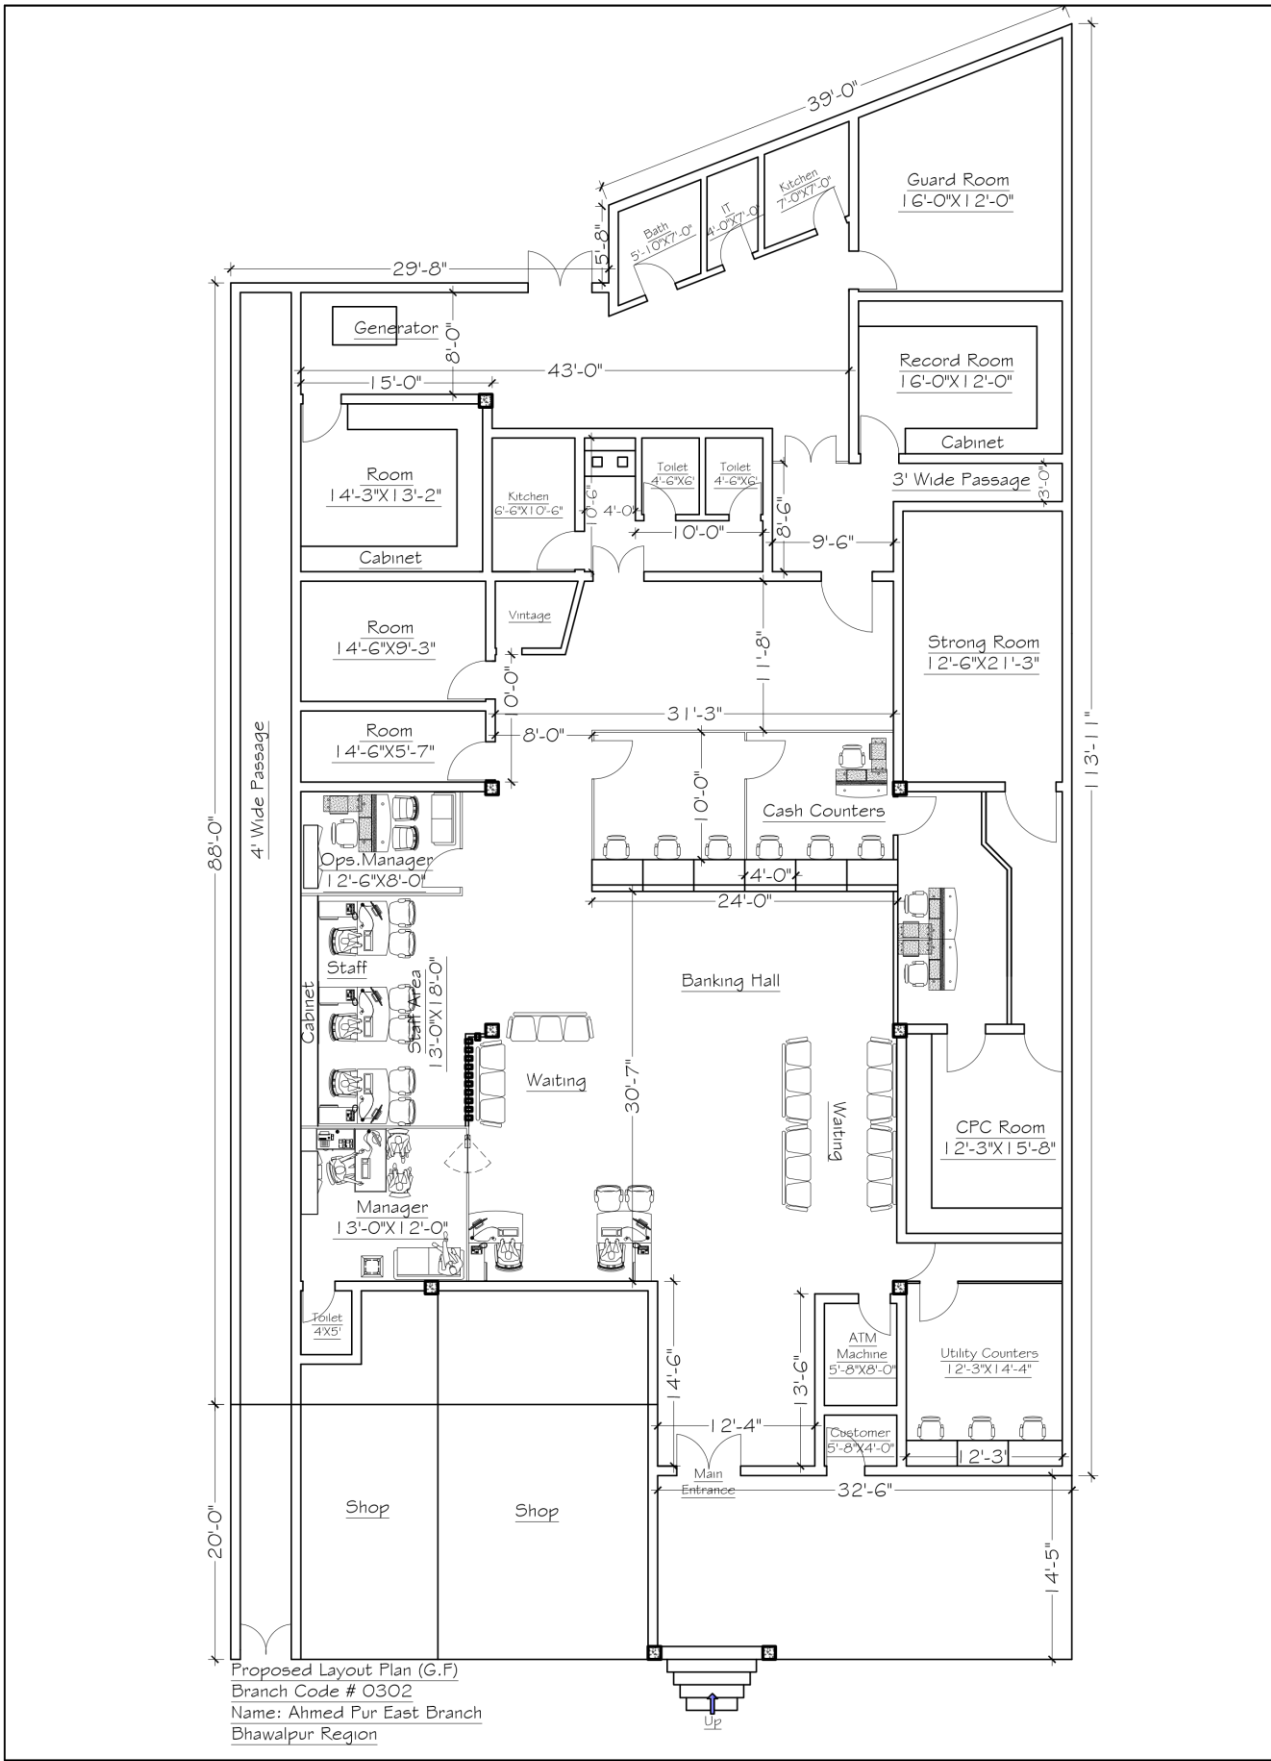 39'-0"
Guard Room
16'-0"X12'-0"
Kitchen
7'-0"X7'-0"
IT
4'-0"X7'-0"
Bath
5'-10"X7'-0"
5'-8"
29'-8"
Generator
8'-0"
43'-0"
15'-0"
Record Room
16'-0"X12'-0"
Cabinet
3' Wide Passage
3'-0"
Room
14'-3"X13'-2"
Cabinet
Kitchen
6'-6"X10'-6"
10'-6"
4'-0"
Toilet
4'-6"X6'
Toilet
4'-6"X6'
10'-0"
8'-6"
9'-6"
Vintage
Room
14'-6"X9'-3"
10'-0"
11'-8"
Strong Room
12'-6"X21'-3"
31'-3"
8'-0"
Room
14'-6"X5'-7"
4' Wide Passage
88'-0"
113'-11"
10'-0"
Cash Counters
4'-0"
24'-0"
Ops.Manager
12'-6"X8'-0"
Staff
Cabinet
Staff Area
13'-0"X18'-0"
Banking Hall
30'-7"
Waiting
Waiting
CPC Room
12'-3"X15'-8"
Manager
13'-0"X12'-0"
Toilet
4'X5'
14'-6"
13'-6"
ATM
Machine
5'-8"X8'-0"
Utility Counters
12'-3"X14'-4"
12'-4"
Customer
5'-8"X4'-0"
12'-3'
Main
Entrance
32'-6"
Shop
Shop
20'-0"
14'-5"
Up
Proposed Layout Plan (G.F)
Branch Code # 0302
Name: Ahmed Pur East Branch
Bhawalpur Region